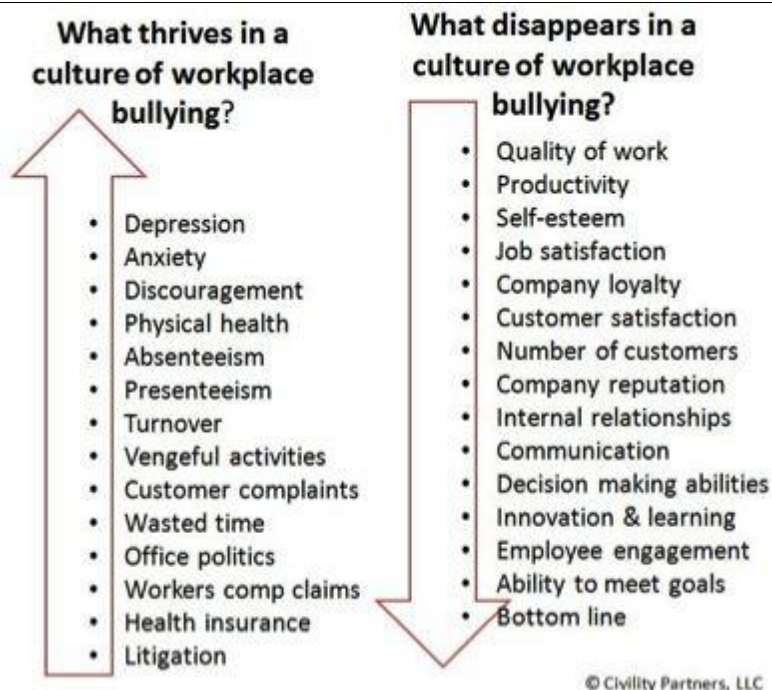 What thrives in a
culture of workplace
bullying?
• Depression
• Anxiety
• Discouragement
• Physical health
• Absenteeism
• Presenteeism
• Turnover
• Vengeful activities
• Customer complaints
• Wasted time
• Office politics
• Workers comp claims
• Health insurance
• Litigation
What disappears in a
culture of workplace
bullying?
• Quality of work
• Productivity
• Self-esteem
• Job satisfaction
• Company loyalty
• Customer satisfaction
• Number of customers
• Company reputation
• Internal relationships
• Communication
• Decision making abilities
• Innovation & learning
• Employee engagement
• Ability to meet goals
• Bottom line
© Civility Partners, LLC